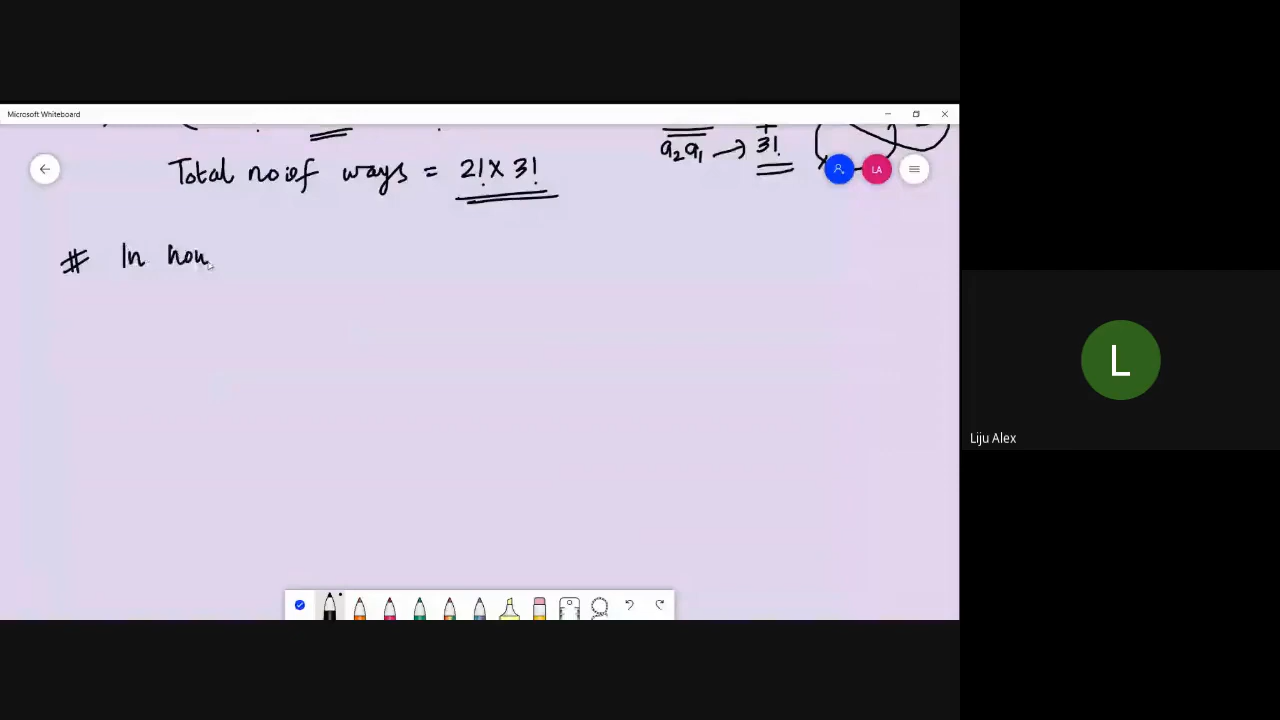 Microsoft Whiteboard
a₂a₁ → 3!
Total no of ways = 2! × 3!
LA
# In how
L
Liju Alex